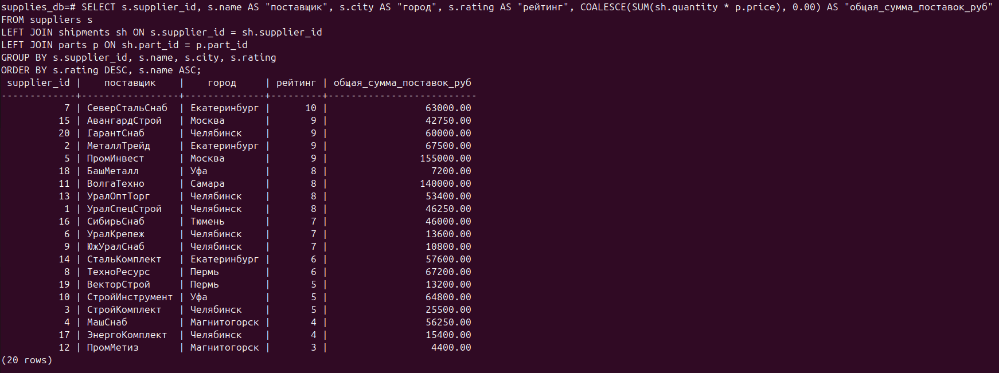 supplies_db=# SELECT s.supplier_id, s.name AS "поставщик", s.city AS "город", s.rating AS "рейтинг", COALESCE(SUM(sh.quantity * p.price), 0.00) AS "общая_сумма_поставок_руб"
FROM suppliers s
LEFT JOIN shipments sh ON s.supplier_id = sh.supplier_id
LEFT JOIN parts p ON sh.part_id = p.part_id
GROUP BY s.supplier_id, s.name, s.city, s.rating
ORDER BY s.rating DESC, s.name ASC;
 supplier_id |    поставщик    |    город     | рейтинг | общая_сумма_поставок_руб
-------------+-----------------+--------------+---------+--------------------------
           7 | СеверСтальСнаб  | Екатеринбург |      10 |                 63000.00
          15 | АвангардСтрой   | Москва       |       9 |                 42750.00
          20 | ГарантСнаб      | Челябинск    |       9 |                 60000.00
           2 | МеталлТрейд     | Екатеринбург |       9 |                 67500.00
           5 | ПромИнвест      | Москва       |       9 |                155000.00
          18 | БашМеталл       | Уфа          |       8 |                  7200.00
          11 | ВолгаТехно      | Самара       |       8 |                140000.00
          13 | УралОптТорг     | Челябинск    |       8 |                 53400.00
           1 | УралСпецСтрой   | Челябинск    |       8 |                 46250.00
          16 | СибирьСнаб      | Тюмень       |       7 |                 46000.00
           6 | УралКрепеж      | Челябинск    |       7 |                 13600.00
           9 | ЮжУралСнаб      | Челябинск    |       7 |                 10800.00
          14 | СтальКомплект   | Екатеринбург |       6 |                 57600.00
           8 | ТехноРесурс     | Пермь        |       6 |                 67200.00
          19 | ВекторСтрой     | Пермь        |       5 |                 13200.00
          10 | СтройИнструмент | Уфа          |       5 |                 64800.00
           3 | СтройКомплект   | Челябинск    |       5 |                 25500.00
           4 | МашСнаб         | Магнитогорск |       4 |                 56250.00
          17 | ЭнергоКомплект  | Челябинск    |       4 |                 15400.00
          12 | ПромМетиз       | Магнитогорск |       3 |                  4400.00
(20 rows)